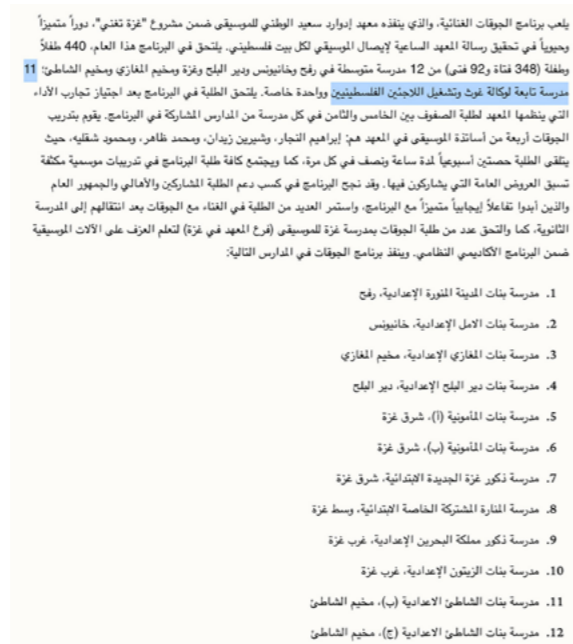 يلعب برنامج الجوقات الغنائية، والذي ينفذه معهد إدوارد سعيد الوطني للموسيقى ضمن مشروع "غزة تغني"، دوراً متميزاً
وحيوياً في تحقيق رسالة المعهد الساعية لإيصال الموسيقى لكل بيت فلسطيني. يلتحق في البرنامج هذا العام، 440 طفلاً
وطفلة (348 فتاة و92 فتى) من 12 مدرسة متوسطة في رفح وخانيونس ودير البلح وغزة ومخيم المغازي ومخيم الشاطئ؛ 11
مدرسة تابعة لوكالة غوث وتشغيل اللاجئين الفلسطينيين وواحدة خاصة. يلتحق الطلبة في البرنامج بعد اجتياز تجارب الأداء
التي ينظمها المعهد لطلبة الصفوف بين الخامس والثامن في كل مدرسة من المدارس المشاركة في البرنامج. يقوم بتدريب
الجوقات أربعة من أساتذة الموسيقى في المعهد هم: إبراهيم النجار، وشيرين زيدان، ومحمد ظاهر، ومحمود شقليه، حيث
يتلقى الطلبة حصتين أسبوعياً لمدة ساعة ونصف في كل مرة، كما ويجتمع كافة طلبة البرنامج في تدريبات موسمية مكثفة
تسبق العروض العامة التي يشاركون فيها. وقد نجح البرنامج في كسب دعم الطلبة المشاركين والأهالي والجمهور العام
والذين أبدوا تفاعلاً إيجابياً متميزاً مع البرنامج، واستمر العديد من الطلبة في الغناء مع الجوقات بعد انتقالهم إلى المدرسة
الثانوية، كما والتحق عدد من طلبة الجوقات بمدرسة غزة للموسيقى (فرع المعهد في غزة) لتعلم العزف على الآلات الموسيقية
ضمن البرنامج الأكاديمي النظامي. وينفذ برنامج الجوقات في المدارس التالية:
1. مدرسة بنات المدينة المنورة الإعدادية، رفح
2. مدرسة بنات الامل الإعدادية، خانيونس
3. مدرسة بنات المغازي الإعدادية، مخيم المغازي
4. مدرسة بنات دير البلح الإعدادية، دير البلح
5. مدرسة بنات المأمونية (أ)، شرق غزة
6. مدرسة بنات المأمونية (ب)، شرق غزة
7. مدرسة ذكور غزة الجديدة الابتدائية، شرق غزة
8. مدرسة المنارة المشتركة الخاصة الابتدائية، وسط غزة
9. مدرسة ذكور مملكة البحرين الإعدادية، غرب غزة
10. مدرسة بنات الزيتون الإعدادية، غرب غزة
11. مدرسة بنات الشاطئ الاعدادية (ب)، مخيم الشاطئ
12. مدرسة بنات الشاطئ الاعدادية (ج)، مخيم الشاطئ